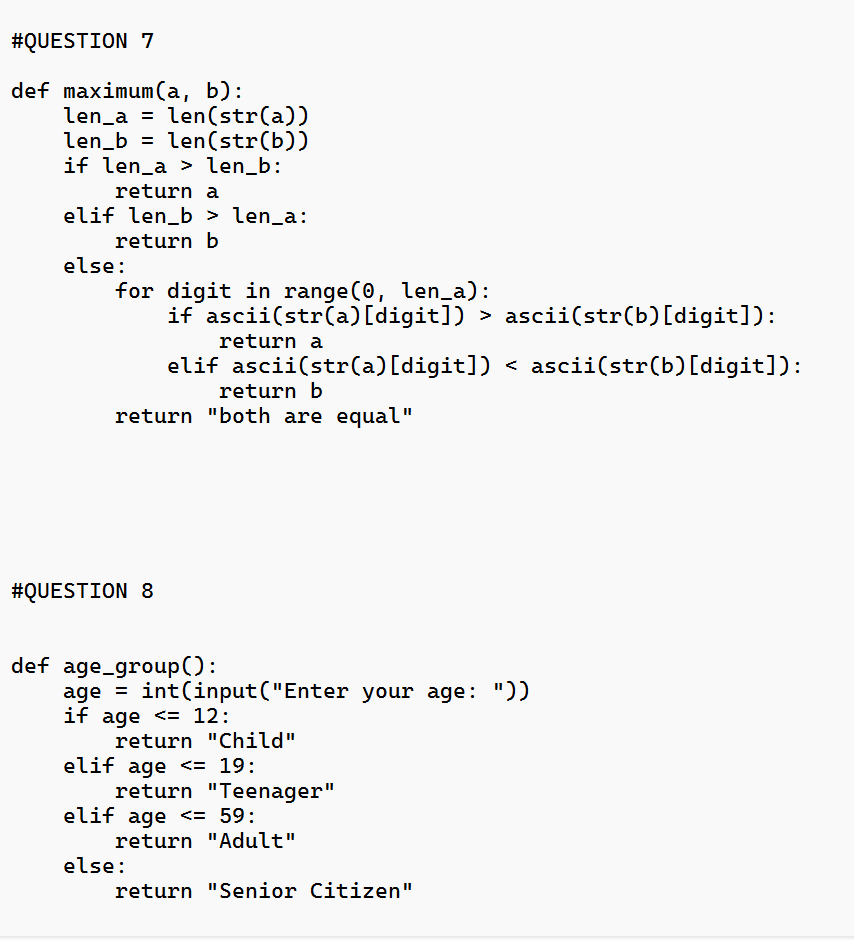 #QUESTION 7
def maximum(a, b):
    len_a = len(str(a))
    len_b = len(str(b))
    if len_a > len_b:
        return a
    elif len_b > len_a:
        return b
    else:
        for digit in range(0, len_a):
            if ascii(str(a)[digit]) > ascii(str(b)[digit]):
                return a
            elif ascii(str(a)[digit]) < ascii(str(b)[digit]):
                return b
        return "both are equal"
#QUESTION 8
def age_group():
    age = int(input("Enter your age: "))
    if age <= 12:
        return "Child"
    elif age <= 19:
        return "Teenager"
    elif age <= 59:
        return "Adult"
    else:
        return "Senior Citizen"